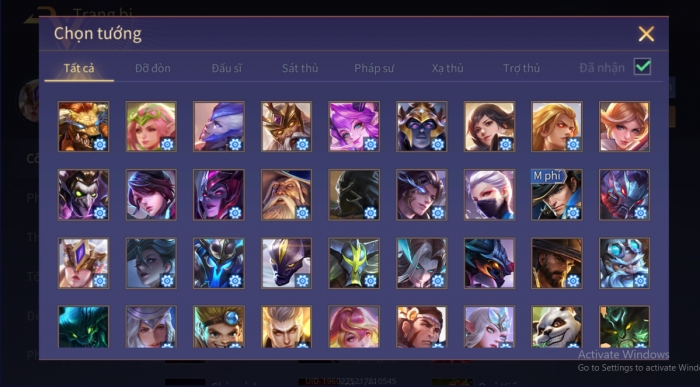 Trang bị
Chọn tướng
Tất cả
Đỡ đòn
Đấu sĩ
Sát thủ
Pháp sư
Xạ thủ
Trợ thủ
Đã nhận
M phí
Activate Windows
Go to Settings to activate Wind